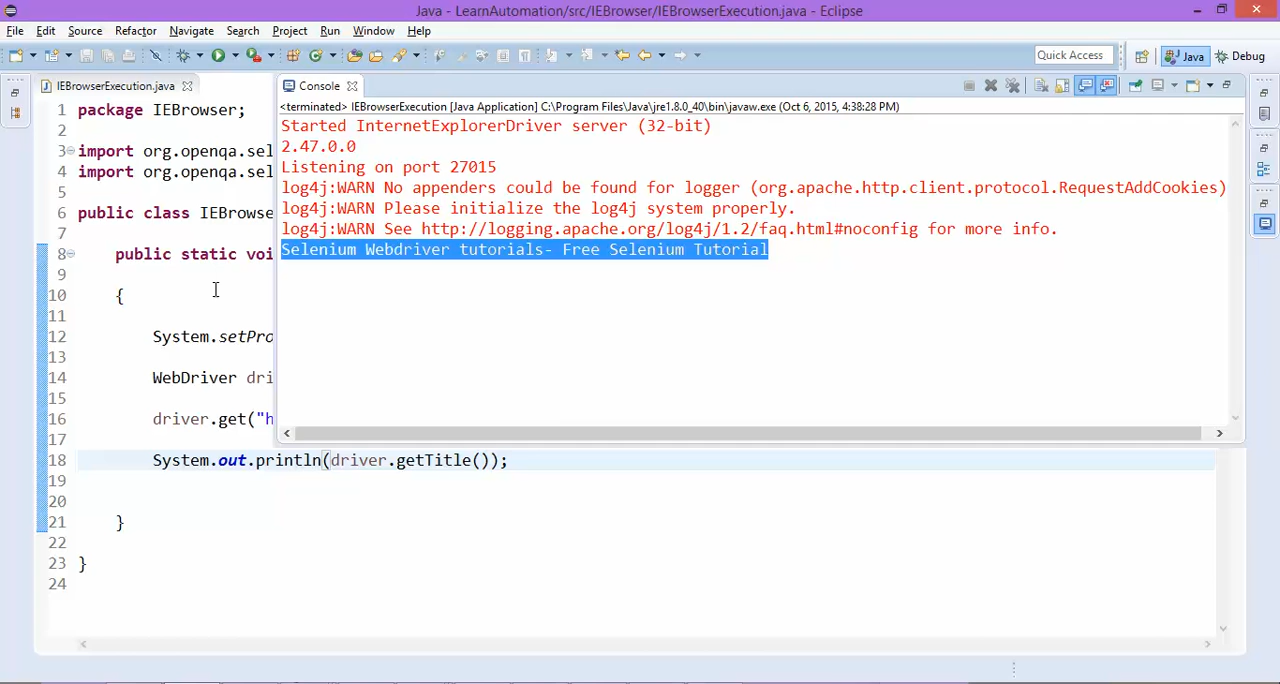 Java - LearnAutomation/src/IEBrowser/IEBrowserExecution.java - Eclipse
File Edit Source Refactor Navigate Search Project Run Window Help
Quick Access Java Debug
IEBrowserExecution.java
Console
<terminated> IEBrowserExecution [Java Application] C:\Program Files\Java\jre1.8.0_40\bin\javaw.exe (Oct 6, 2015, 4:38:28 PM)
Started InternetExplorerDriver server (32-bit)
2.47.0.0
Listening on port 27015
log4j:WARN No appenders could be found for logger (org.apache.http.client.protocol.RequestAddCookies)
log4j:WARN Please initialize the log4j system properly.
log4j:WARN See http://logging.apache.org/log4j/1.2/faq.html#noconfig for more info.
Selenium Webdriver tutorials- Free Selenium Tutorial
1 package IEBrowser;
2
3 import org.openqa.sel
4 import org.openqa.sel
5
6 public class IEBrowse
7
8 public static voi
9
10 {
11
12 System.setPro
13
14 WebDriver dri
15
16 driver.get("h
17
18 System.out.println(driver.getTitle());
19
20
21 }
22
23 }
24